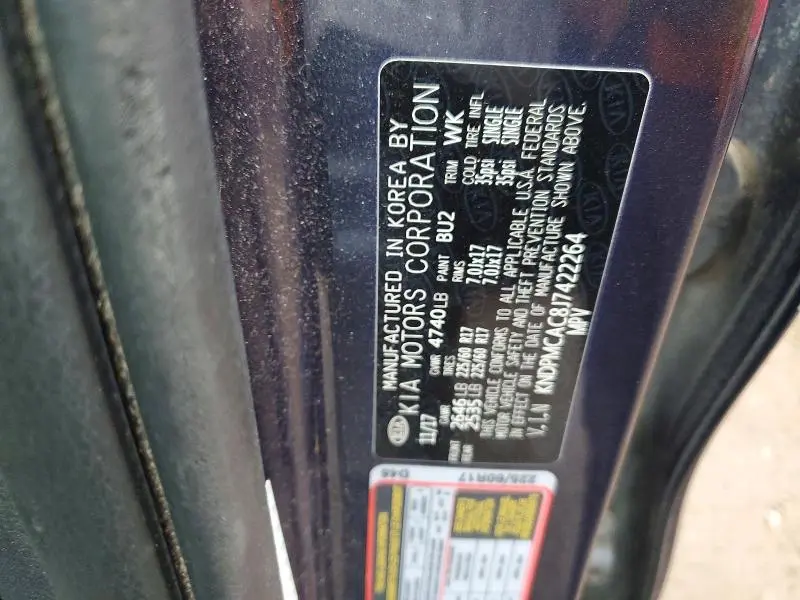 MANUFACTURED IN KOREA BY
KIA MOTORS CORPORATION
11/17 GVWR 4740LB PAINT BU2 TRIM WK
GAWR TIRES RIMS COLD TIRE INFL
FRONT 2646LB 225/60 R17 7.0Jx17 35psi SINGLE
REAR 2535LB 225/60 R17 7.0Jx17 35psi SINGLE
THIS VEHICLE CONFORMS TO ALL APPLICABLE U.S.A. FEDERAL
MOTOR VEHICLE SAFETY AND THEFT PREVENTION STANDARDS
IN EFFECT ON THE DATE OF MANUFACTURE SHOWN ABOVE.
V.I.N KNDPMCAC8J7422264
MPV
225/60R17